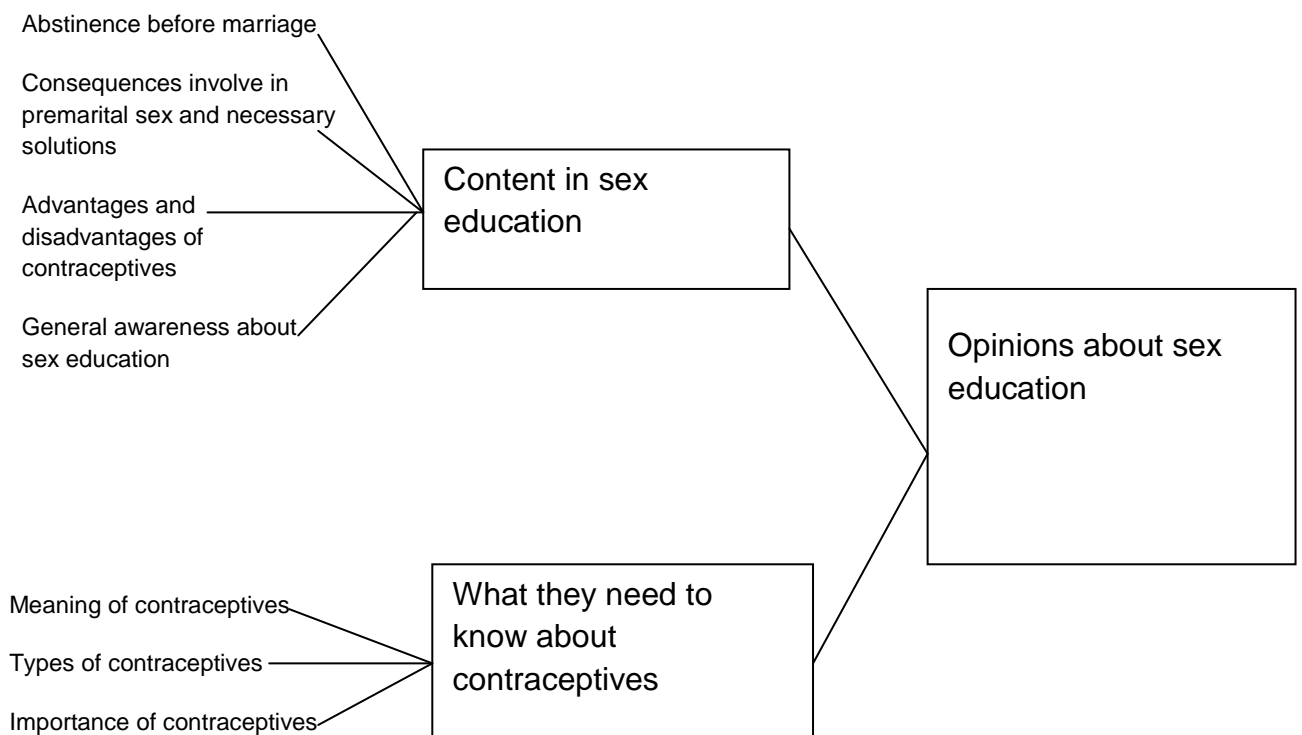 Abstinence before marriage
Consequences involve in
premarital sex and necessary
solutions
Advantages and
disadvantages of
contraceptives
General awareness about
sex education
Content in sex
education
Opinions about sex
education
Meaning of contraceptives
Types of contraceptives
Importance of contraceptives
What they need to
know about
contraceptives